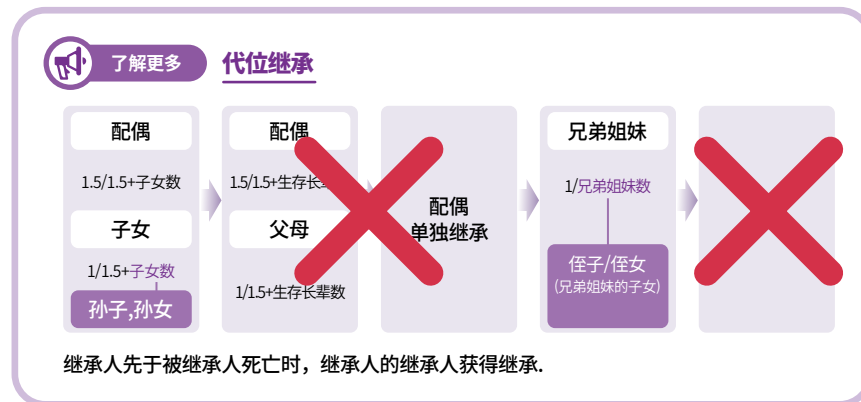 了解更多
代位继承
配偶
1.5/1.5+子女数
子女
1/1.5+子女数
孙子,孙女
配偶
1.5/1.5+生存长辈数
父母
1/1.5+生存长辈数
配偶
单独继承
兄弟姐妹
1/兄弟姐妹数
侄子/侄女
(兄弟姐妹的子女)
继承人先于被继承人死亡时，继承人的继承人获得继承.